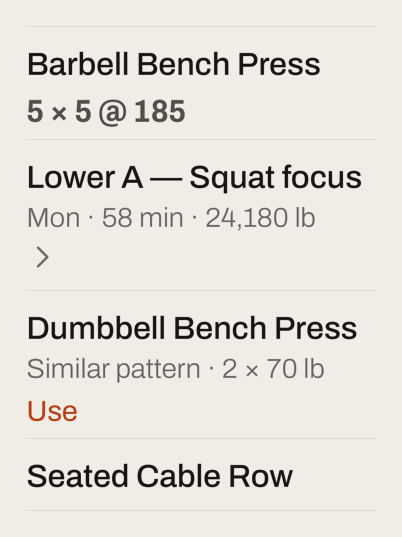 Barbell Bench Press
5 × 5 @ 185
Lower A — Squat focus
Mon · 58 min · 24,180 lb
Dumbbell Bench Press
Similar pattern · 2 × 70 lb
Use
Seated Cable Row